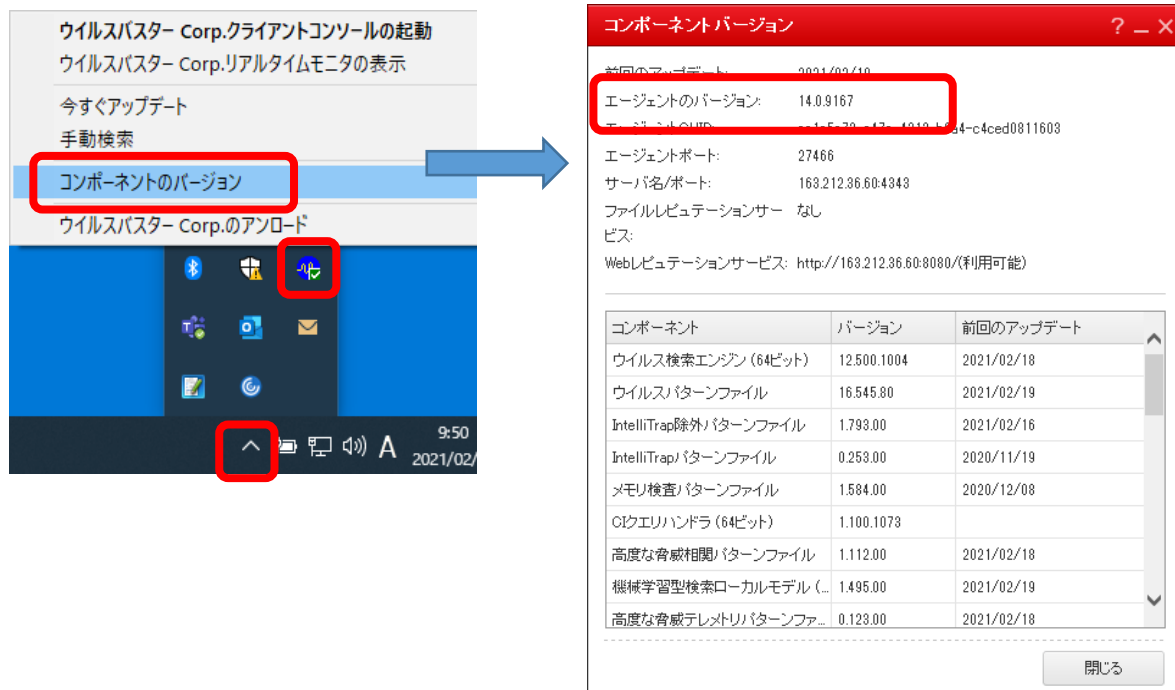 ウイルスバスター Corp.クライアントコンソールの起動
ウイルスバスター Corp.リアルタイムモニタの表示
今すぐアップデート
手動検索
コンポーネントのバージョン
ウイルスバスター Corp.のアンロード
A
9:50
2021/02/
コンポーネントバージョン
前回のアップデート: 2021/02/19
エージェントのバージョン: 14.0.9167
c4ced0811603
エージェントポート: 27466
サーバ名/ポート: 163.212.36.60:4343
ファイルレピュテーションサー なし
ビス:
Webレピュテーションサービス: http://163.212.36.60:8080/(利用可能)
コンポーネント バージョン 前回のアップデート
ウイルス検索エンジン (64ビット) 12.500.1004 2021/02/18
ウイルスパターンファイル 16.545.80 2021/02/19
IntelliTrap除外パターンファイル 1.793.00 2021/02/16
IntelliTrapパターンファイル 0.253.00 2020/11/19
メモリ検査パターンファイル 1.584.00 2020/12/08
CIクエリハンドラ (64ビット) 1.100.1073
高度な脅威相関パターンファイル 1.112.00 2021/02/18
機械学習型検索ローカルモデル (... 1.495.00 2021/02/19
高度な脅威テレメトリパターンファ... 0.123.00 2021/02/18
閉じる